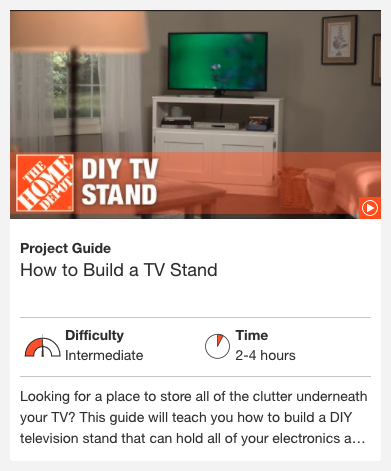 THE
HOME
DEPOT
DIY TV
STAND
Project Guide
How to Build a TV Stand
Difficulty
Intermediate
Time
2-4 hours
Looking for a place to store all of the clutter underneath
your TV? This guide will teach you how to build a DIY
television stand that can hold all of your electronics a…